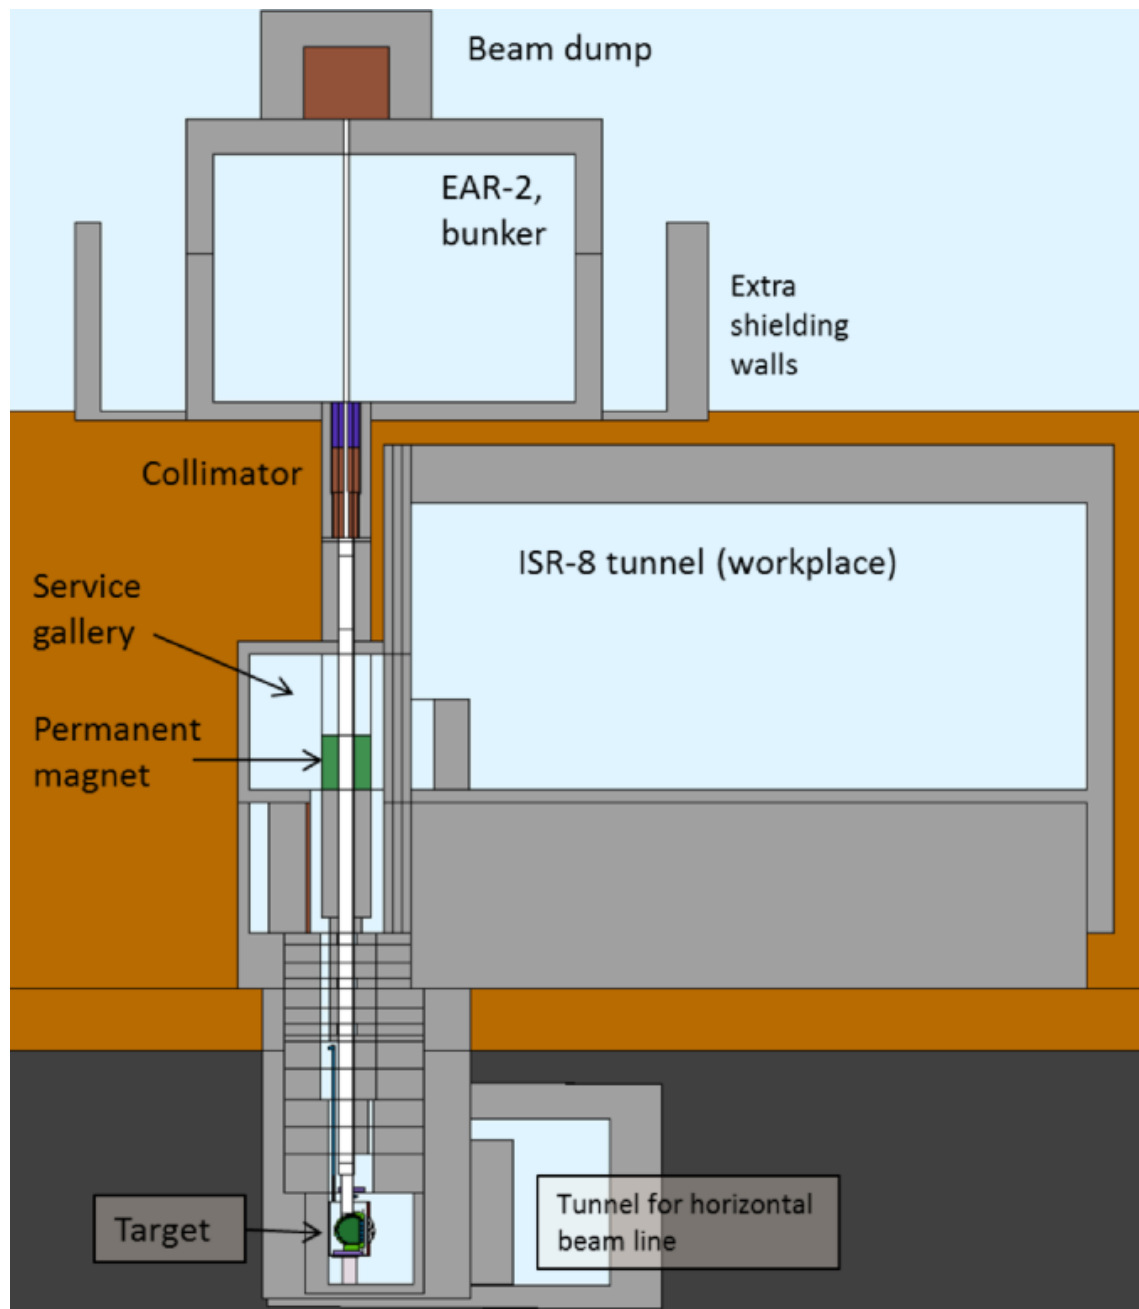 Beam dump
EAR-2,
bunker
Extra
shielding
walls
Collimator
ISR-8 tunnel (workplace)
Service
gallery
Permanent
magnet
Target
Tunnel for horizontal
beam line